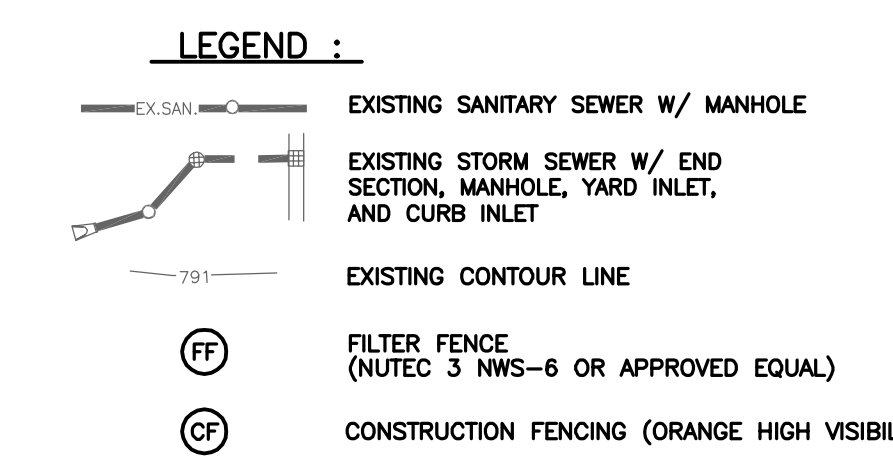 LEGEND :
EX.SAN.
EXISTING SANITARY SEWER W/ MANHOLE
EXISTING STORM SEWER W/ END
SECTION, MANHOLE, YARD INLET,
AND CURB INLET
791
EXISTING CONTOUR LINE
FF
FILTER FENCE
(NUTEC 3 NWS-6 OR APPROVED EQUAL)
CF
CONSTRUCTION FENCING (ORANGE HIGH